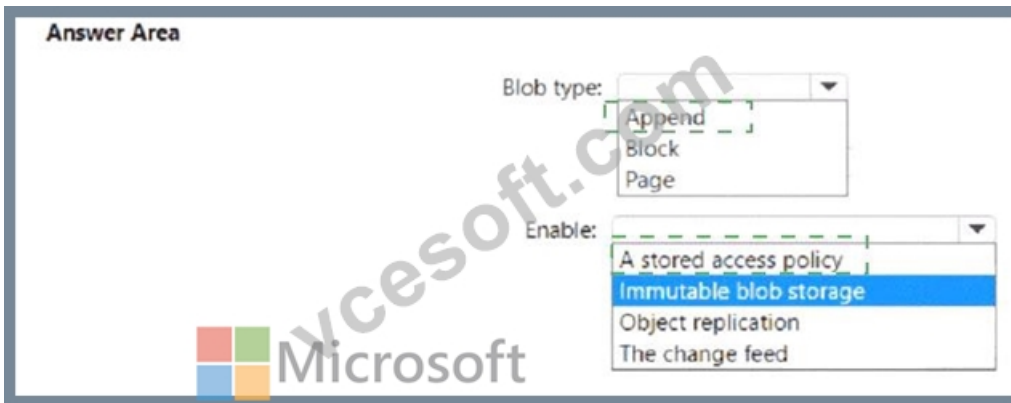 Answer Area
Blob type:
Append
Block
Page
Enable:
A stored access policy
Immutable blob storage
Object replication
The change feed
vcesoft.com
Microsoft